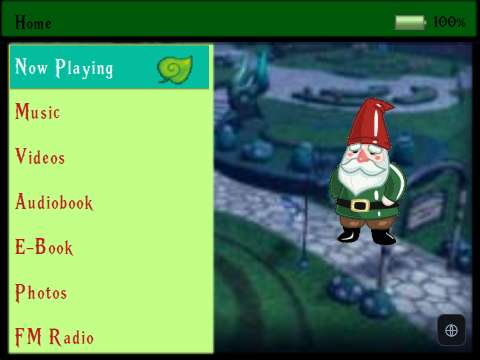 Home
100%
Now Playing
Music
Videos
Audiobook
E-Book
Photos
FM Radio